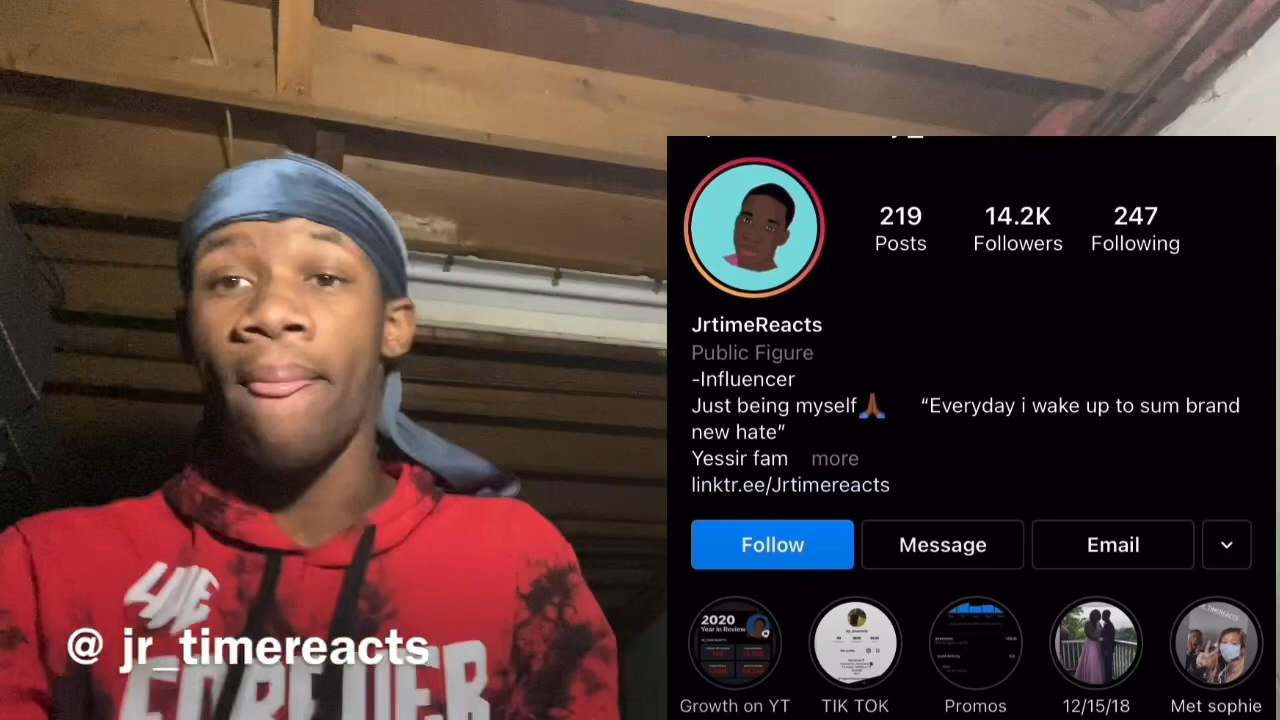 219 14.2K 247
Posts Followers Following
JrtimeReacts
Public Figure
-Influencer
Just being myself🙏🏾 “Everyday i wake up to sum brand
new hate”
Yessir fam more
linktr.ee/Jrtimereacts
Follow Message Email
2020
Year in Review
JR_TIMEREACTS
Growth on YT TIK TOK Promos 12/15/18 Met sophie
@ jr_timereacts
FOREVER